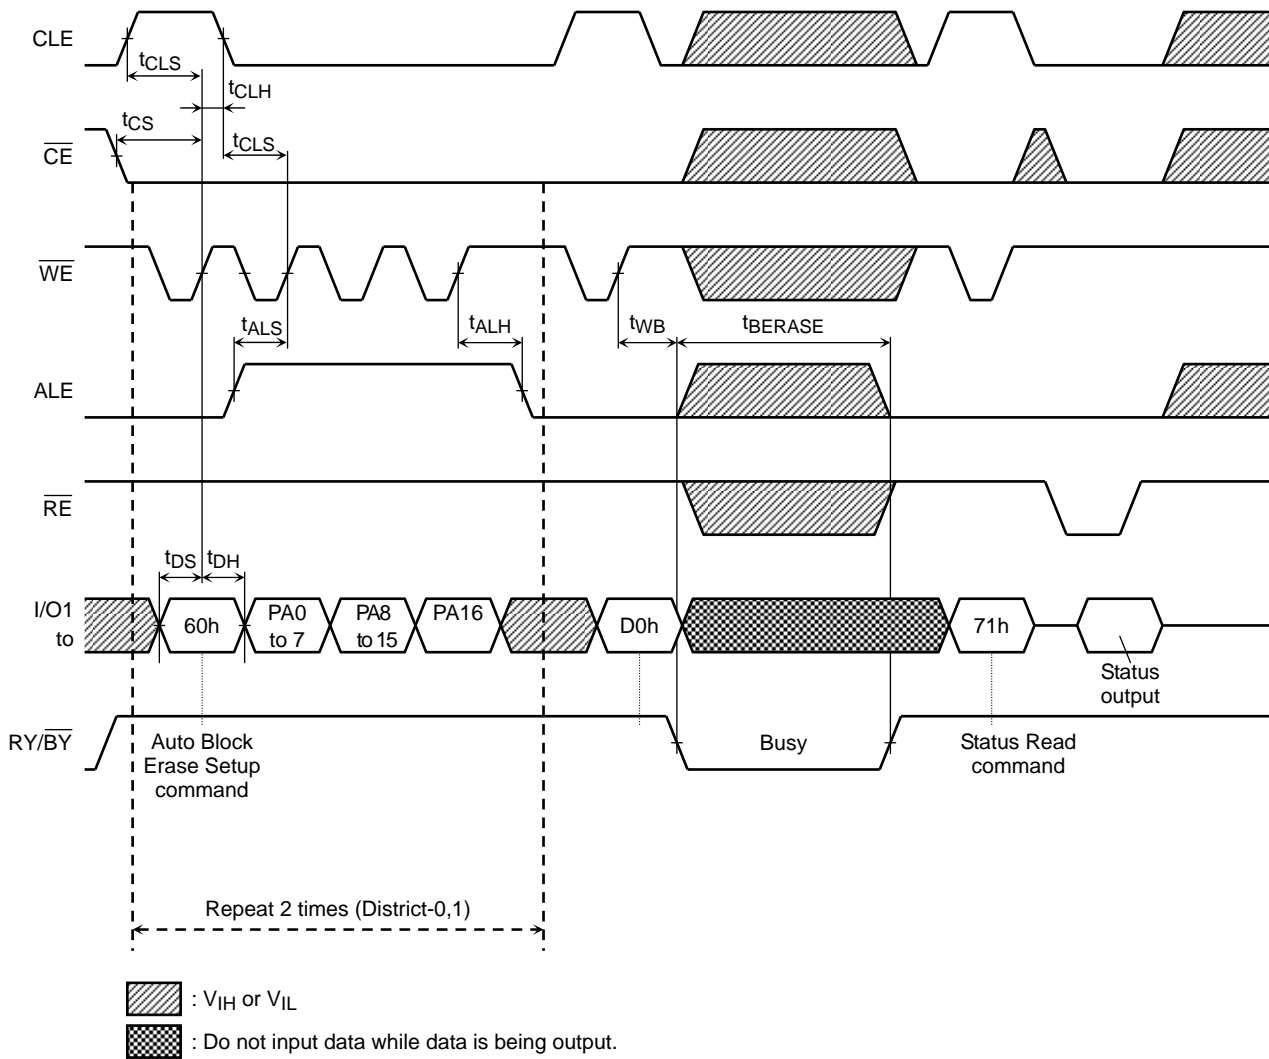 CLE
tCLS
tCLH
tCS
tCLS
CE
WE
tALS
tALH
tWB
tBERASE
ALE
RE
tDS
tDH
I/O1
to
60h
PA0
to 7
PA8
to 15
PA16
D0h
71h
Status
output
RY/BY
Auto Block
Erase Setup
command
Busy
Status Read
command
Repeat 2 times (District-0,1)
: VIH or VIL
: Do not input data while data is being output.